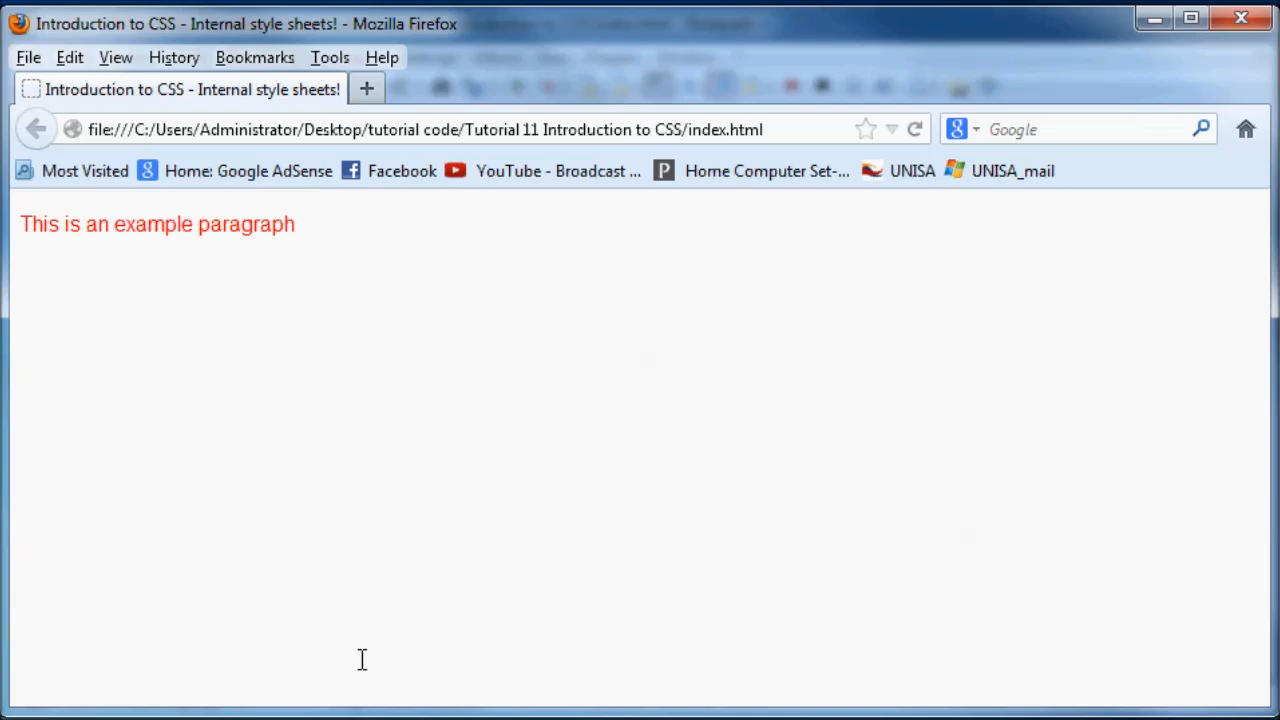 Introduction to CSS - Internal style sheets! - Mozilla Firefox
File Edit View History Bookmarks Tools Help
Introduction to CSS - Internal style sheets! +
file:///C:/Users/Administrator/Desktop/tutorial code/Tutorial 11 Introduction to CSS/index.html Google
Most Visited Home: Google AdSense Facebook YouTube - Broadcast ... Home Computer Set-... UNISA UNISA_mail
This is an example paragraph